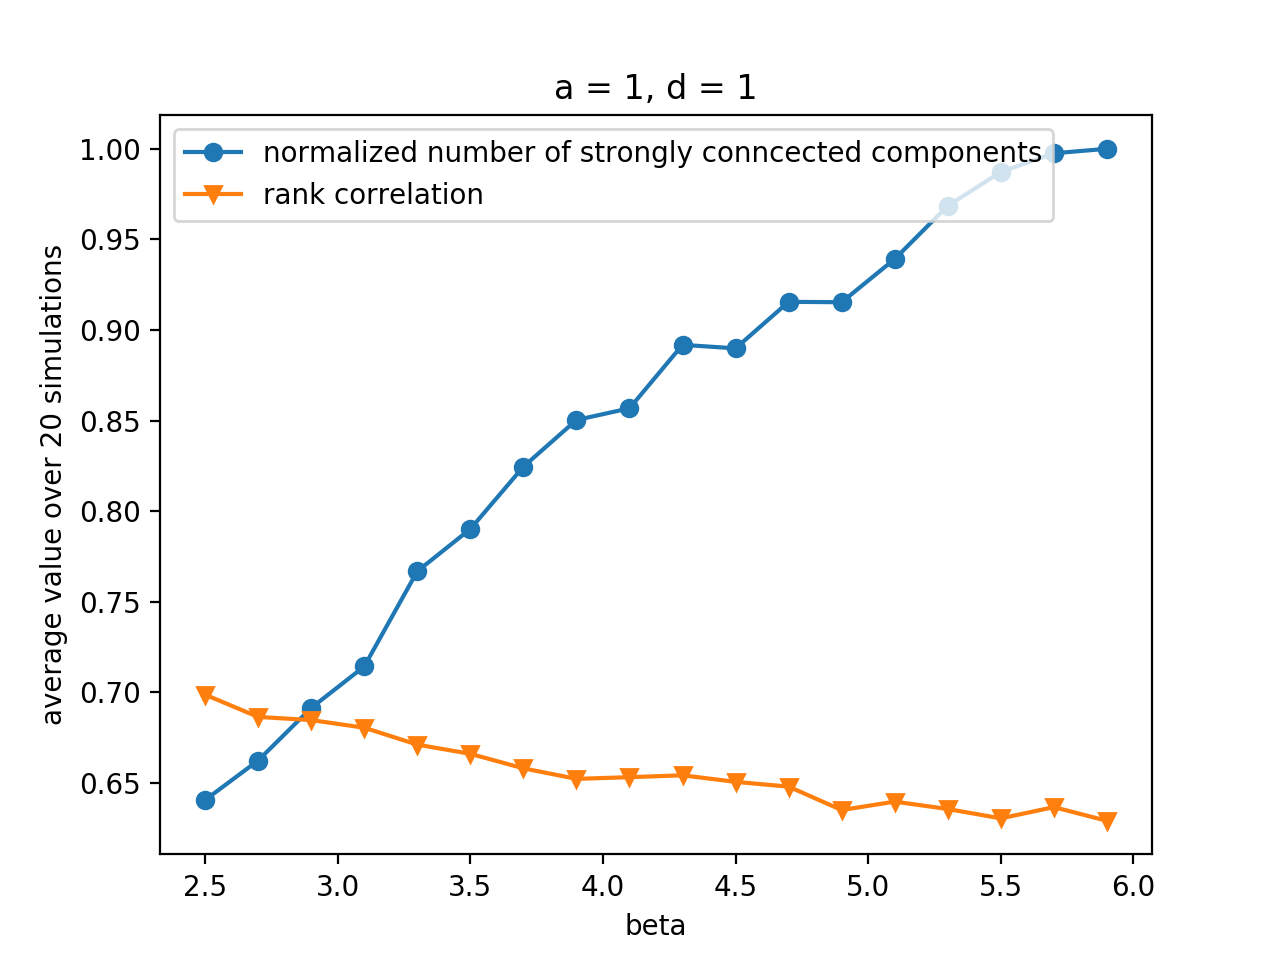 a = 1, d = 1
normalized number of strongly conncected components
rank correlation
1.00
0.95
0.90
0.85
0.80
0.75
0.70
0.65
average value over 20 simulations
2.5 3.0 3.5 4.0 4.5 5.0 5.5 6.0
beta